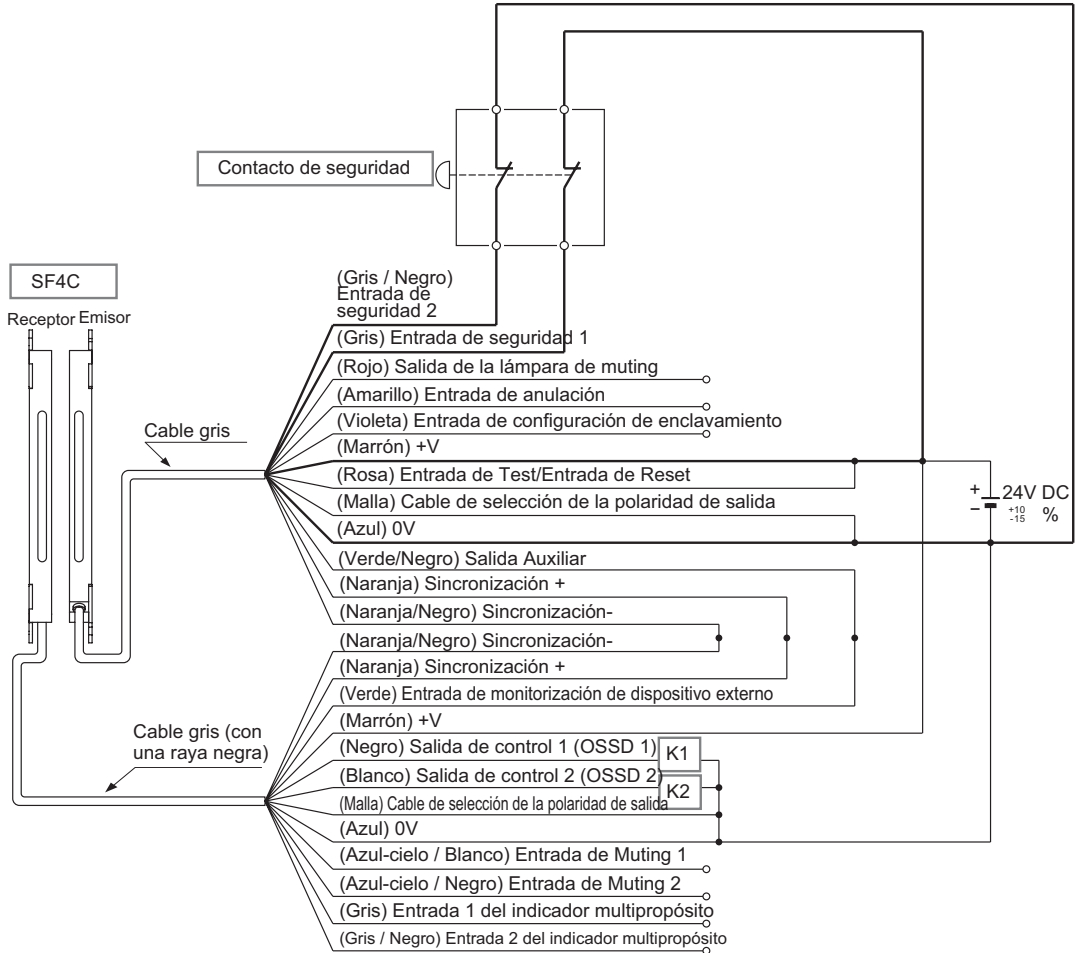 Contacto de seguridad
SF4C
Receptor Emisor
(Gris / Negro)
Entrada de
seguridad 2
(Gris) Entrada de seguridad 1
(Rojo) Salida de la lámpara de muting
(Amarillo) Entrada de anulación
(Violeta) Entrada de configuración de enclavamiento
Cable gris
(Marrón) +V
(Rosa) Entrada de Test/Entrada de Reset
(Malla) Cable de selección de la polaridad de salida
(Azul) 0V
+
−
24V DC
+10
-15 %
(Verde/Negro) Salida Auxiliar
(Naranja) Sincronización +
(Naranja/Negro) Sincronización-
(Naranja/Negro) Sincronización-
(Naranja) Sincronización +
(Verde) Entrada de monitorización de dispositivo externo
(Marrón) +V
Cable gris (con
una raya negra)
(Negro) Salida de control 1 (OSSD 1)
K1
(Blanco) Salida de control 2 (OSSD 2)
K2
(Malla) Cable de selección de la polaridad de salida
(Azul) 0V
(Azul-cielo / Blanco) Entrada de Muting 1
(Azul-cielo / Negro) Entrada de Muting 2
(Gris) Entrada 1 del indicador multipropósito
(Gris / Negro) Entrada 2 del indicador multipropósito